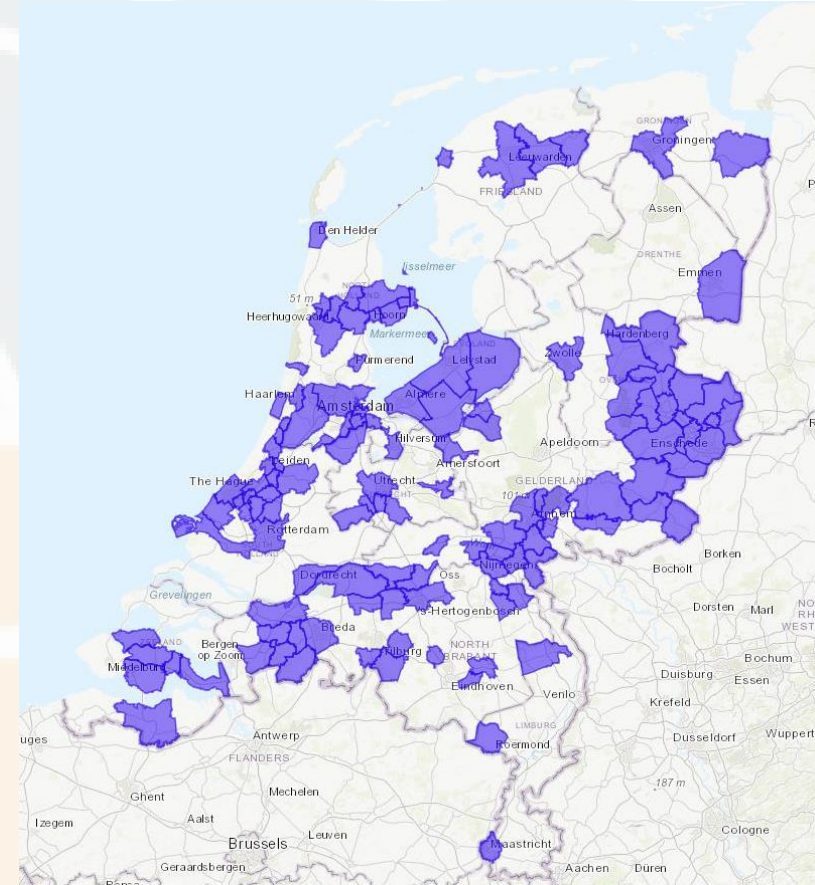 GRONINGEN
Groningen
Leeuwarden
FRIESLAND
Assen
Den Helder
DRENTHE
Ijsselmeer
Emmen
51 m
Heerhugowaard
Hoorn
Markermeer
Hardenberg
Purmerend
Lelystad
Zwolle
Haarlem
Almere
Amsterdam
Hilversum
Enschede
Apeldoorn
Leiden
Amersfoort
The Hague
Utrecht
GELDERLAND
101 m
Arnhem
Rotterdam
Nijmegen
Borken
Bocholt
Dordrecht
Oss
Grevelingen
's-Hertogenbosch
Dorsten
Marl
Breda
Bergen
op Zoom
Tilburg
NORTH
BRABANT
Middelburg
Bochum
Duisburg
Essen
Eindhoven
Venlo
Krefeld
LIMBURG
uges
Antwerp
Roermond
Dusseldorf
Wuppert
FLANDERS
187 m
Ghent
Mechelen
Izegem
Aalst
Leuven
Cologne
Brussels
Maastricht
Geraardsbergen
Aachen
Düren